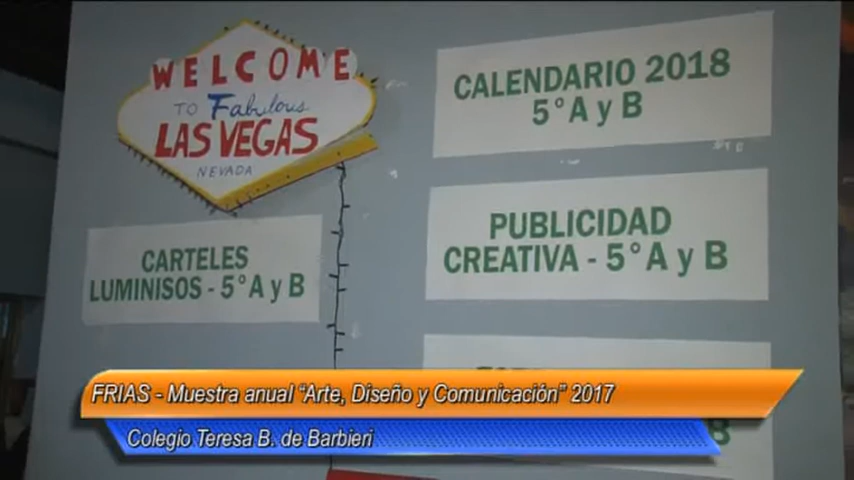 WELCOME
TO Fabulous
LAS VEGAS
NEVADA
CARTELES
LUMINISOS - 5° A y B
CALENDARIO 2018
5° A y B
PUBLICIDAD
CREATIVA - 5° A y B
B
FRIAS - Muestra anual "Arte, Diseño y Comunicación" 2017
Colegio Teresa B. de Barbieri